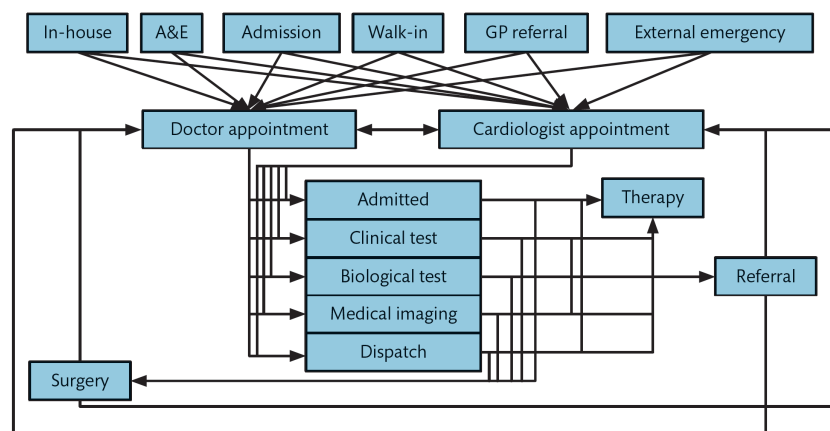 In-house
A&E
Admission
Walk-in
GP referral
External emergency
Doctor appointment
Cardiologist appointment
Admitted
Therapy
Clinical test
Biological test
Referral
Medical imaging
Dispatch
Surgery